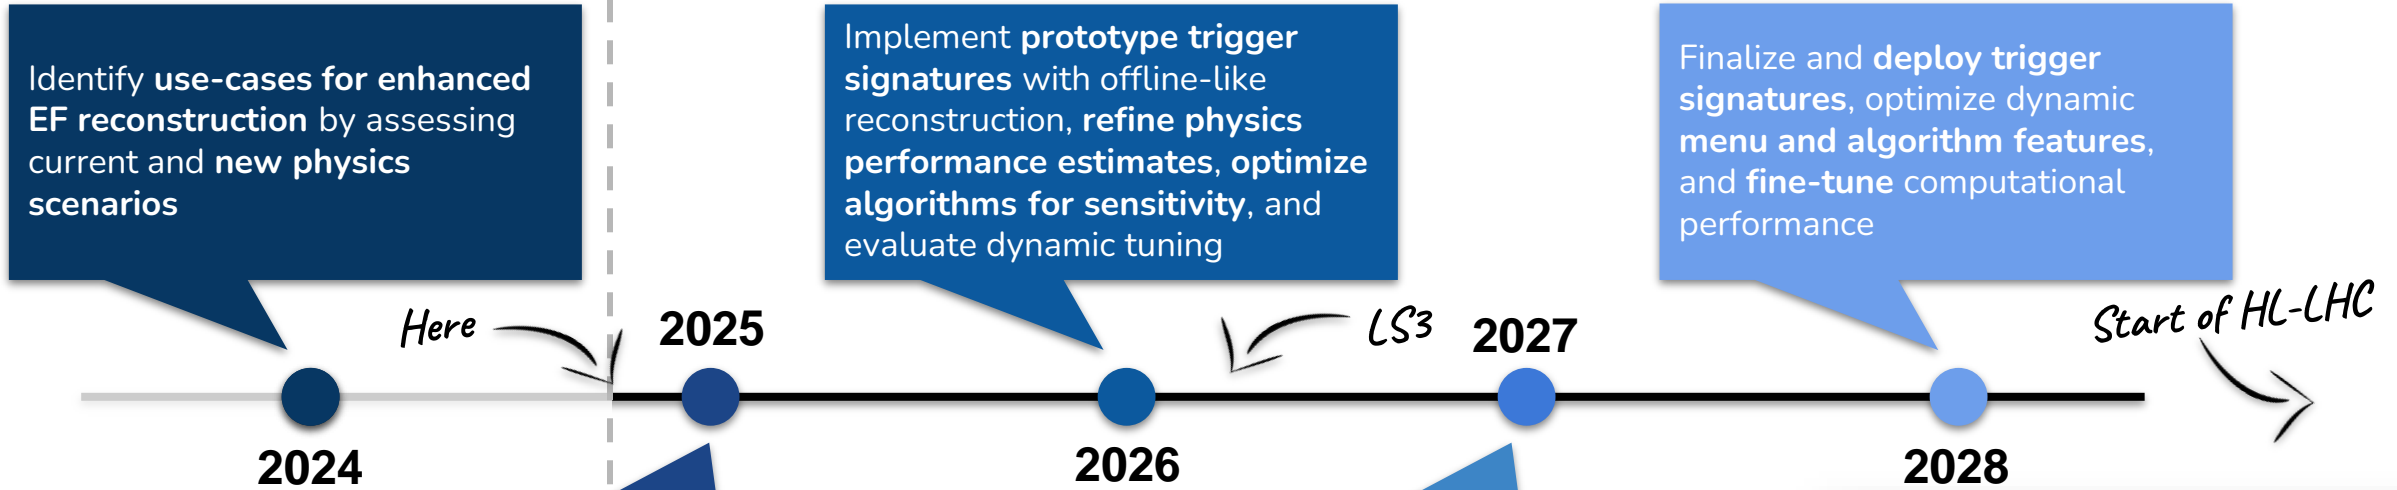 Identify use-cases for enhanced
EF reconstruction by assessing
current and new physics
scenarios
Implement prototype trigger
signatures with offline-like
reconstruction, refine physics
performance estimates, optimize
algorithms for sensitivity, and
evaluate dynamic tuning
Finalize and deploy trigger
signatures, optimize dynamic
menu and algorithm features,
and fine-tune computational
performance
Here
2025
LS3
2027
Start of HL-LHC
2024
2026
2028